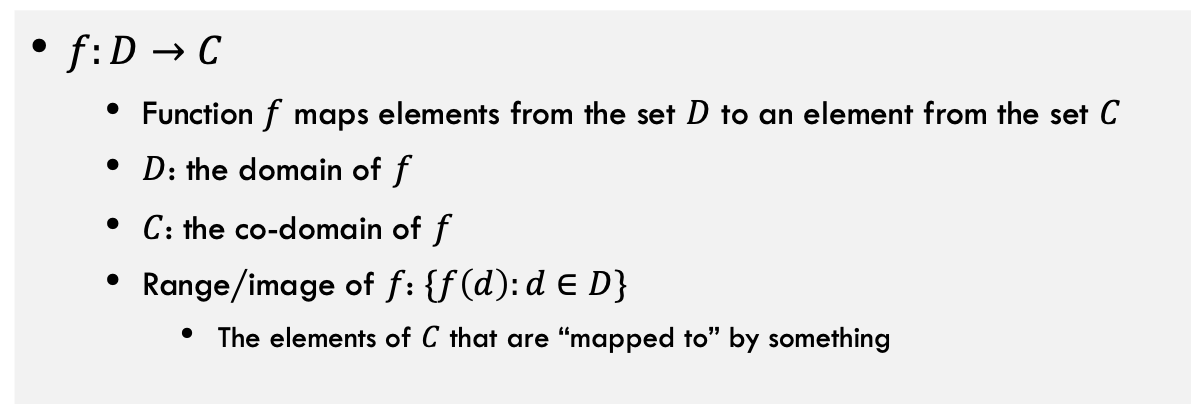 • f: D → C
• Function f maps elements from the set D to an element from the set C
• D: the domain of f
• C: the co-domain of f
• Range/image of f: {f(d): d ∈ D}
• The elements of C that are “mapped to” by something